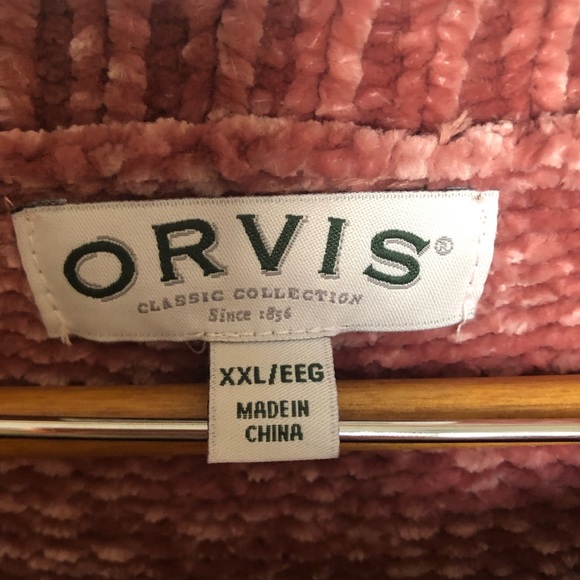 ORVIS®
CLASSIC COLLECTION
Since 1856
XXL/EEG
MADE IN
CHINA